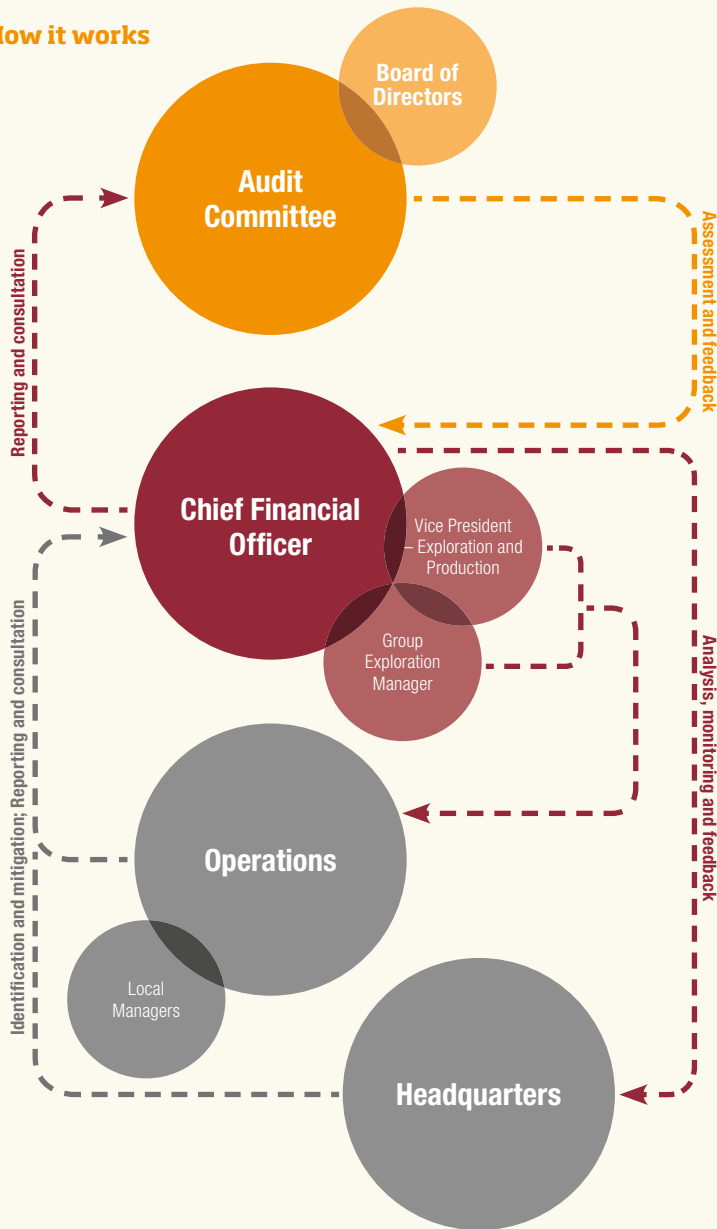 How it works
Board of
Directors
Audit
Committee
Reporting and consultation
Assessment and feedback
Chief Financial
Officer
Vice President
– Exploration and
Production
Group
Exploration
Manager
Identification and mitigation; Reporting and consultation
Analysis, monitoring and feedback
Operations
Local
Managers
Headquarters